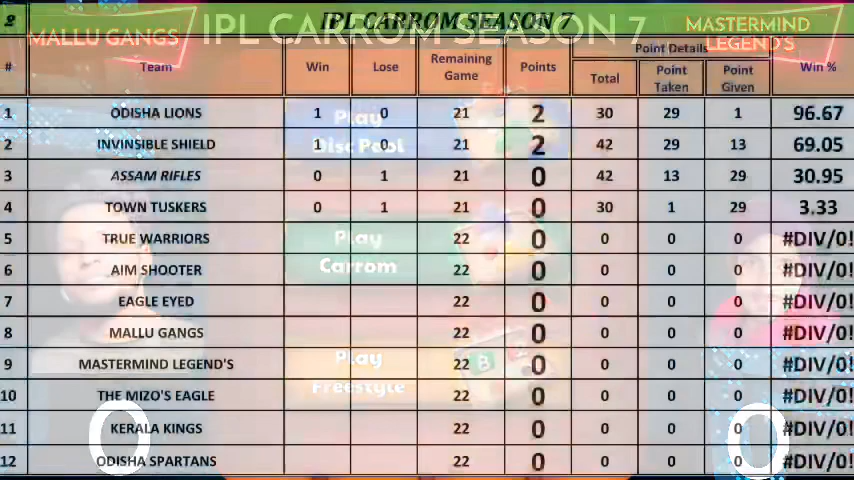 IPL CARROM SEASON 7
MALLU GANGS IPL CARROM SEASON 7 MASTERMIND LEGEND'S
# Team Win Lose Remaining Game Points Point Details Win %
Total Point Taken Point Given
1 ODISHA LIONS 1 0 21 2 30 29 1 96.67
2 INVINSIBLE SHIELD 1 0 21 2 42 29 13 69.05
3 ASSAM RIFLES 0 1 21 0 42 13 29 30.95
4 TOWN TUSKERS 0 1 21 0 30 1 29 3.33
5 TRUE WARRIORS 22 0 0 0 0 #DIV/0!
6 AIM SHOOTER 22 0 0 0 0 #DIV/0!
7 EAGLE EYED 22 0 0 0 0 #DIV/0!
8 MALLU GANGS 22 0 0 0 0 #DIV/0!
9 MASTERMIND LEGEND'S 22 0 0 0 0 #DIV/0!
10 THE MIZO'S EAGLE 22 0 0 0 0 #DIV/0!
11 KERALA KINGS 22 0 0 0 0 #DIV/0!
12 ODISHA SPARTANS 22 0 0 0 0 #DIV/0!
Play
Disc Pool
Play
Carrom
Play
Freestyle
0 0